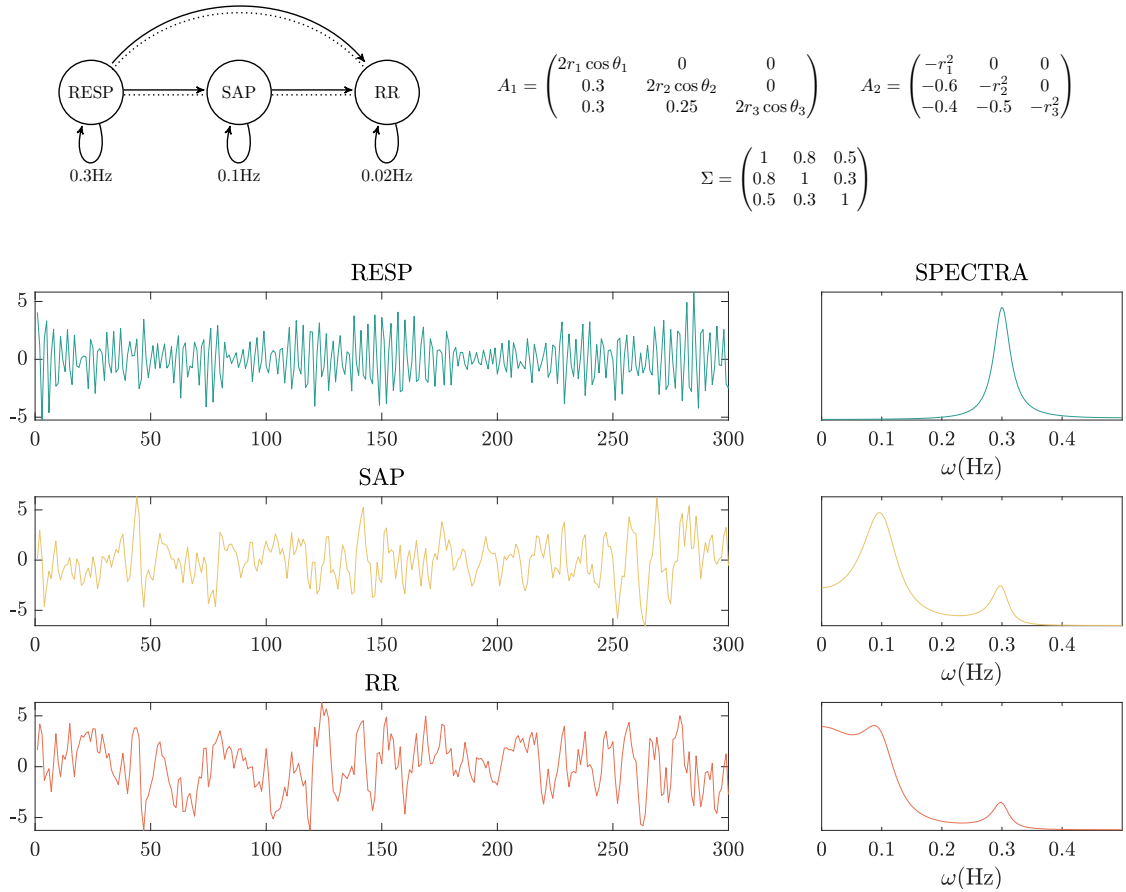 RESP SAP RR
0.3Hz 0.1Hz 0.02Hz
A₁ = (2r₁ cos θ₁ 0 0
0.3 2r₂ cos θ₂ 0
0.3 0.25 2r₃ cos θ₃)
A₂ = (−r₁² 0 0
−0.6 −r₂² 0
−0.4 −0.5 −r₃²)
Σ = (1 0.8 0.5
0.8 1 0.3
0.5 0.3 1)
RESP
5
0
-5
0 50 100 150 200 250 300
SPECTRA
0 0.1 0.2 0.3 0.4
ω(Hz)
SAP
5
0
-5
0 50 100 150 200 250 300
0 0.1 0.2 0.3 0.4
ω(Hz)
RR
5
0
-5
0 50 100 150 200 250 300
0 0.1 0.2 0.3 0.4
ω(Hz)